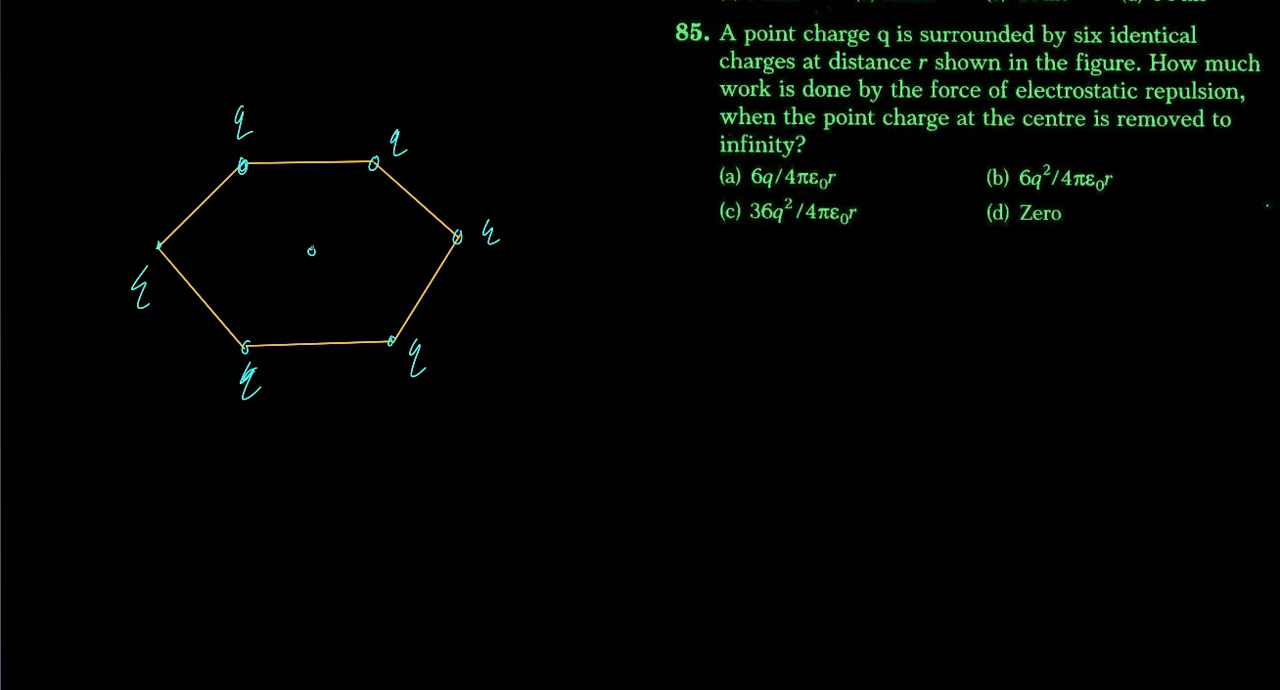 q
q
q
q
q
q
85. A point charge q is surrounded by six identical
charges at distance r shown in the figure. How much
work is done by the force of electrostatic repulsion,
when the point charge at the centre is removed to
infinity?
(a) 6q/4πε₀r (b) 6q²/4πε₀r
(c) 36q²/4πε₀r (d) Zero